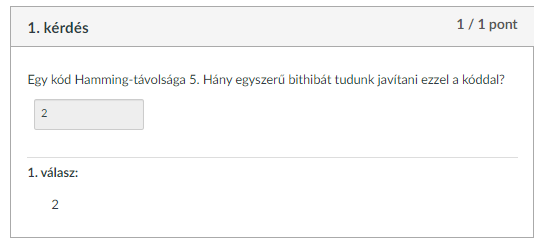 1. kérdés
1 / 1 pont
Egy kód Hamming-távolsága 5. Hány egyszerű bithibát tudunk javítani ezzel a kóddal?
2
1. válasz:
2